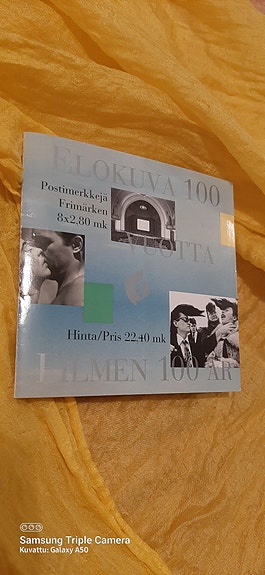 ELOKUVA 100
Postimerkkejä
Frimärken
8x2,80 mk
VUOTTA
Hinta/Pris 22,40 mk
FILMEN 100 ÅR
Samsung Triple Camera
Kuvattu: Galaxy A50